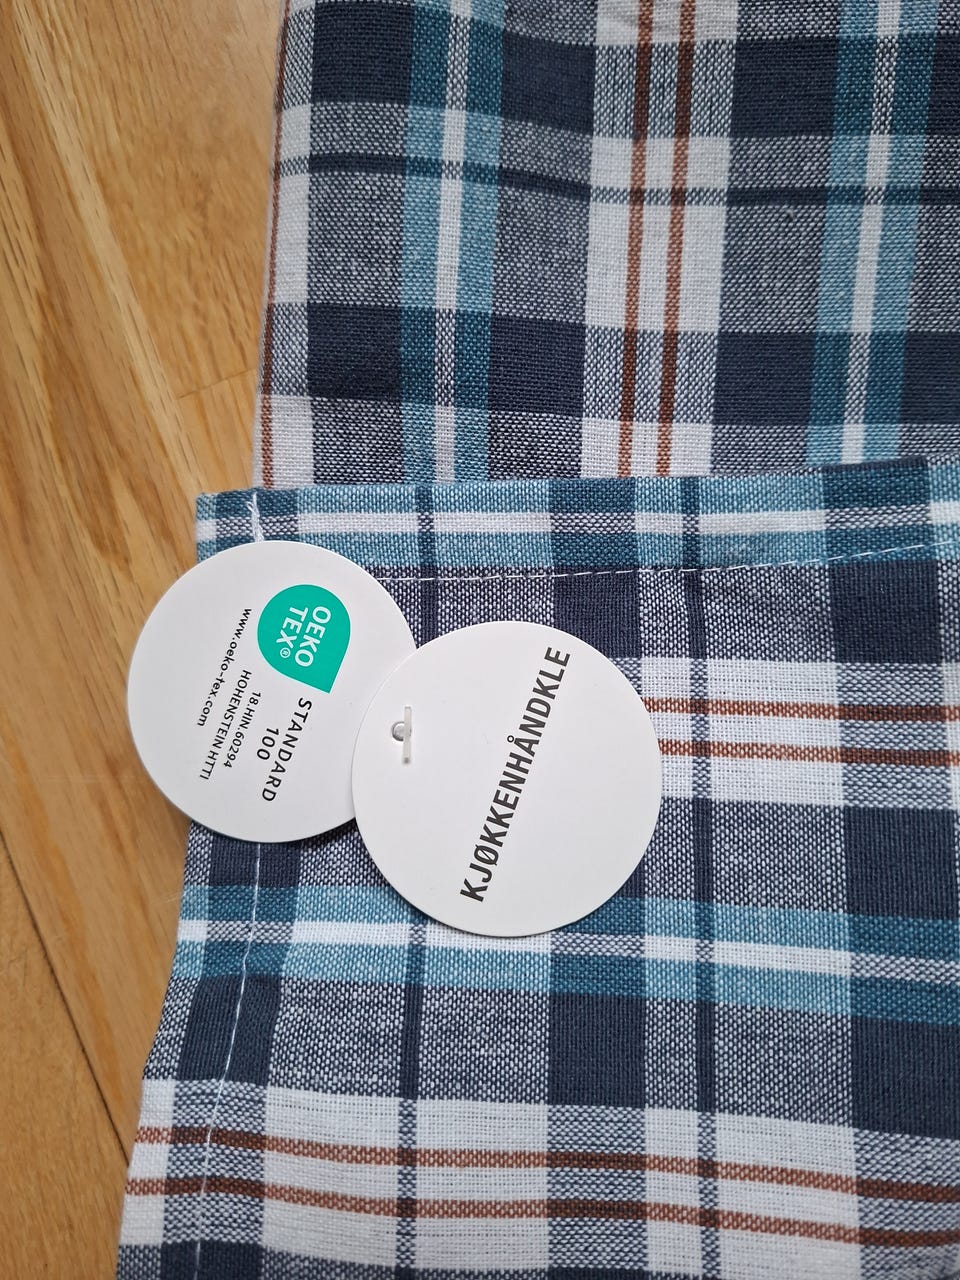 OEKO
TEX®
STANDARD
100
18.HIN.60294
HOHENSTEIN HTTI
www.oeko-tex.com
KJØKKENHÅNDKLE